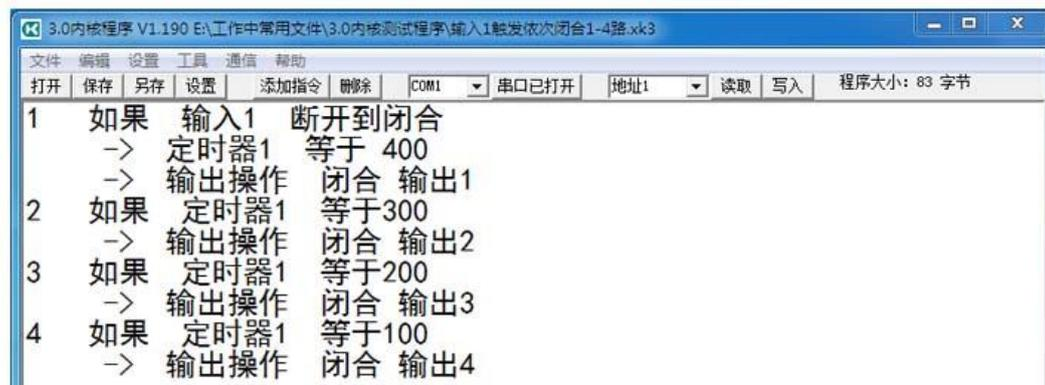 3.0内核程序 V1.190 E:\工作中常用文件\3.0内核测试程序\输入1触发依次闭合1-4路.xk3
文件 编辑 设置 工具 通信 帮助
打开 保存 另存 设置 添加指令 删除 COM1 串口已打开 地址1 读取 写入 程序大小: 83 字节
1 如果 输入1 断开到闭合
-> 定时器1 等于 400
-> 输出操作 闭合 输出1
2 如果 定时器1 等于300
-> 输出操作 闭合 输出2
3 如果 定时器1 等于200
-> 输出操作 闭合 输出3
4 如果 定时器1 等于100
-> 输出操作 闭合 输出4